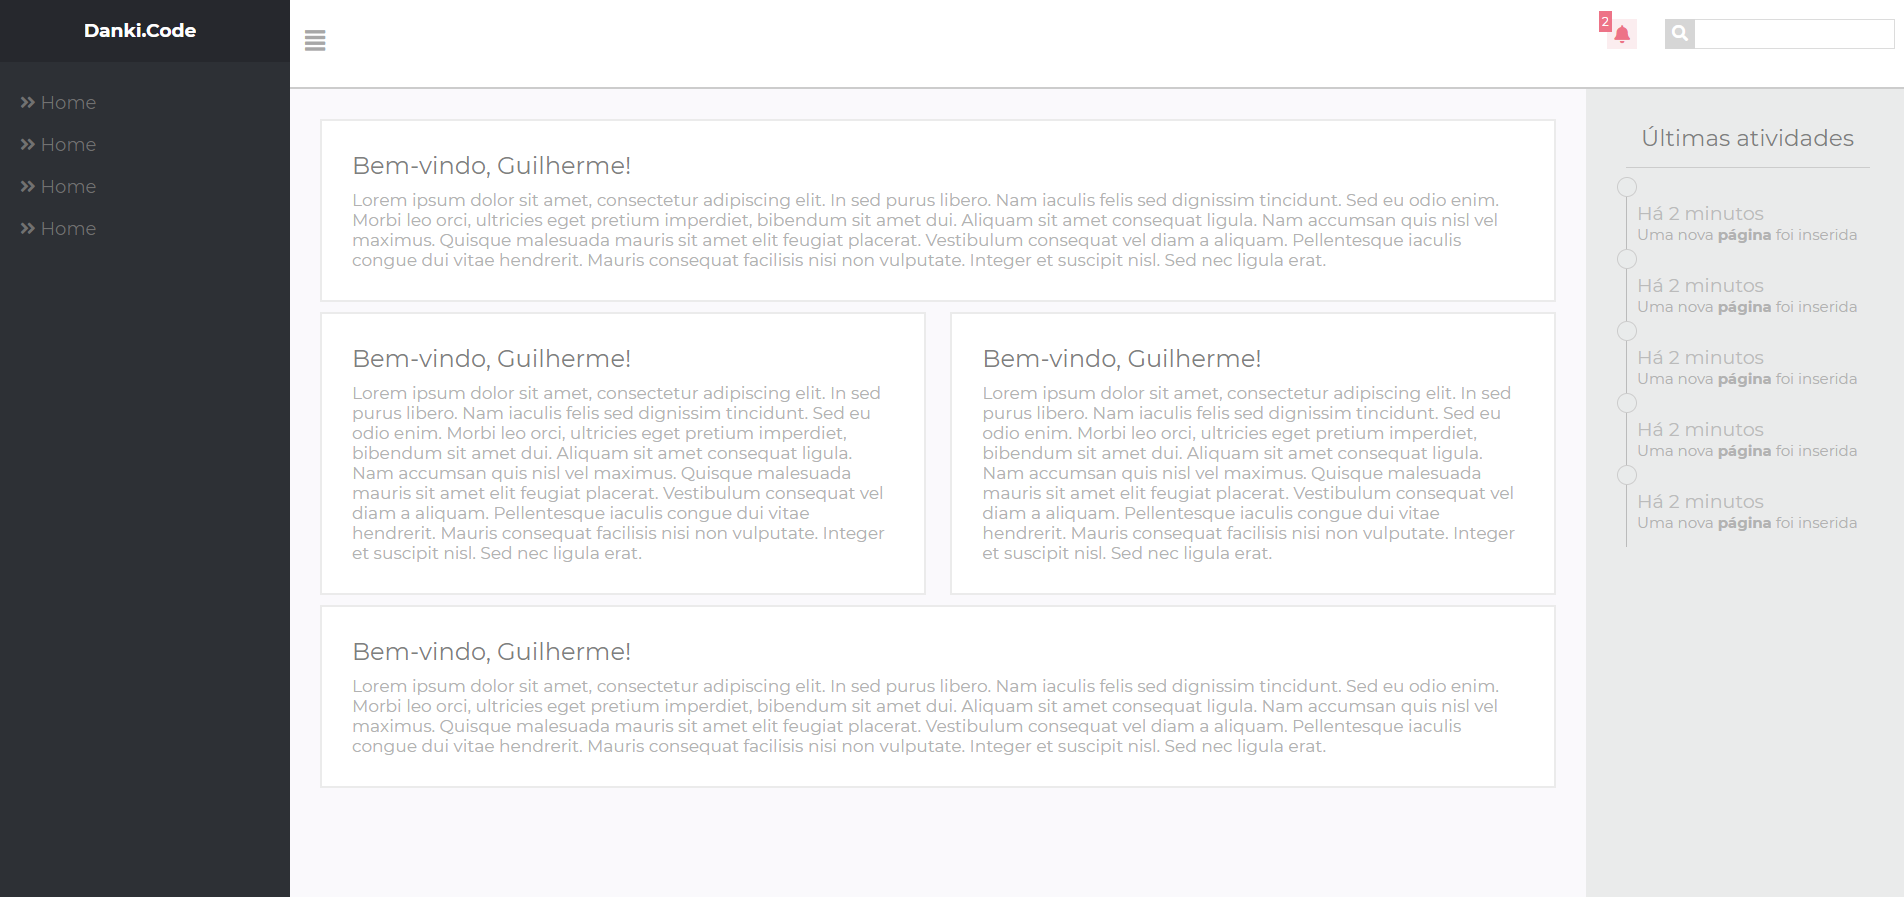 Danki.Code
Home
Home
Home
Home
2
Bem-vindo, Guilherme!
Lorem ipsum dolor sit amet, consectetur adipiscing elit. In sed purus libero. Nam iaculis felis sed dignissim tincidunt. Sed eu odio enim.
Morbi leo orci, ultricies eget pretium imperdiet, bibendum sit amet dui. Aliquam sit amet consequat ligula. Nam accumsan quis nisl vel
maximus. Quisque malesuada mauris sit amet elit feugiat placerat. Vestibulum consequat vel diam a aliquam. Pellentesque iaculis
congue dui vitae hendrerit. Mauris consequat facilisis nisi non vulputate. Integer et suscipit nisl. Sed nec ligula erat.
Bem-vindo, Guilherme!
Lorem ipsum dolor sit amet, consectetur adipiscing elit. In sed
purus libero. Nam iaculis felis sed dignissim tincidunt. Sed eu
odio enim. Morbi leo orci, ultricies eget pretium imperdiet,
bibendum sit amet dui. Aliquam sit amet consequat ligula.
Nam accumsan quis nisl vel maximus. Quisque malesuada
mauris sit amet elit feugiat placerat. Vestibulum consequat vel
diam a aliquam. Pellentesque iaculis congue dui vitae
hendrerit. Mauris consequat facilisis nisi non vulputate. Integer
et suscipit nisl. Sed nec ligula erat.
Bem-vindo, Guilherme!
Lorem ipsum dolor sit amet, consectetur adipiscing elit. In sed
purus libero. Nam iaculis felis sed dignissim tincidunt. Sed eu
odio enim. Morbi leo orci, ultricies eget pretium imperdiet,
bibendum sit amet dui. Aliquam sit amet consequat ligula.
Nam accumsan quis nisl vel maximus. Quisque malesuada
mauris sit amet elit feugiat placerat. Vestibulum consequat vel
diam a aliquam. Pellentesque iaculis congue dui vitae
hendrerit. Mauris consequat facilisis nisi non vulputate. Integer
et suscipit nisl. Sed nec ligula erat.
Bem-vindo, Guilherme!
Lorem ipsum dolor sit amet, consectetur adipiscing elit. In sed purus libero. Nam iaculis felis sed dignissim tincidunt. Sed eu odio enim.
Morbi leo orci, ultricies eget pretium imperdiet, bibendum sit amet dui. Aliquam sit amet consequat ligula. Nam accumsan quis nisl vel
maximus. Quisque malesuada mauris sit amet elit feugiat placerat. Vestibulum consequat vel diam a aliquam. Pellentesque iaculis
congue dui vitae hendrerit. Mauris consequat facilisis nisi non vulputate. Integer et suscipit nisl. Sed nec ligula erat.
Últimas atividades
Há 2 minutos
Uma nova página foi inserida
Há 2 minutos
Uma nova página foi inserida
Há 2 minutos
Uma nova página foi inserida
Há 2 minutos
Uma nova página foi inserida
Há 2 minutos
Uma nova página foi inserida